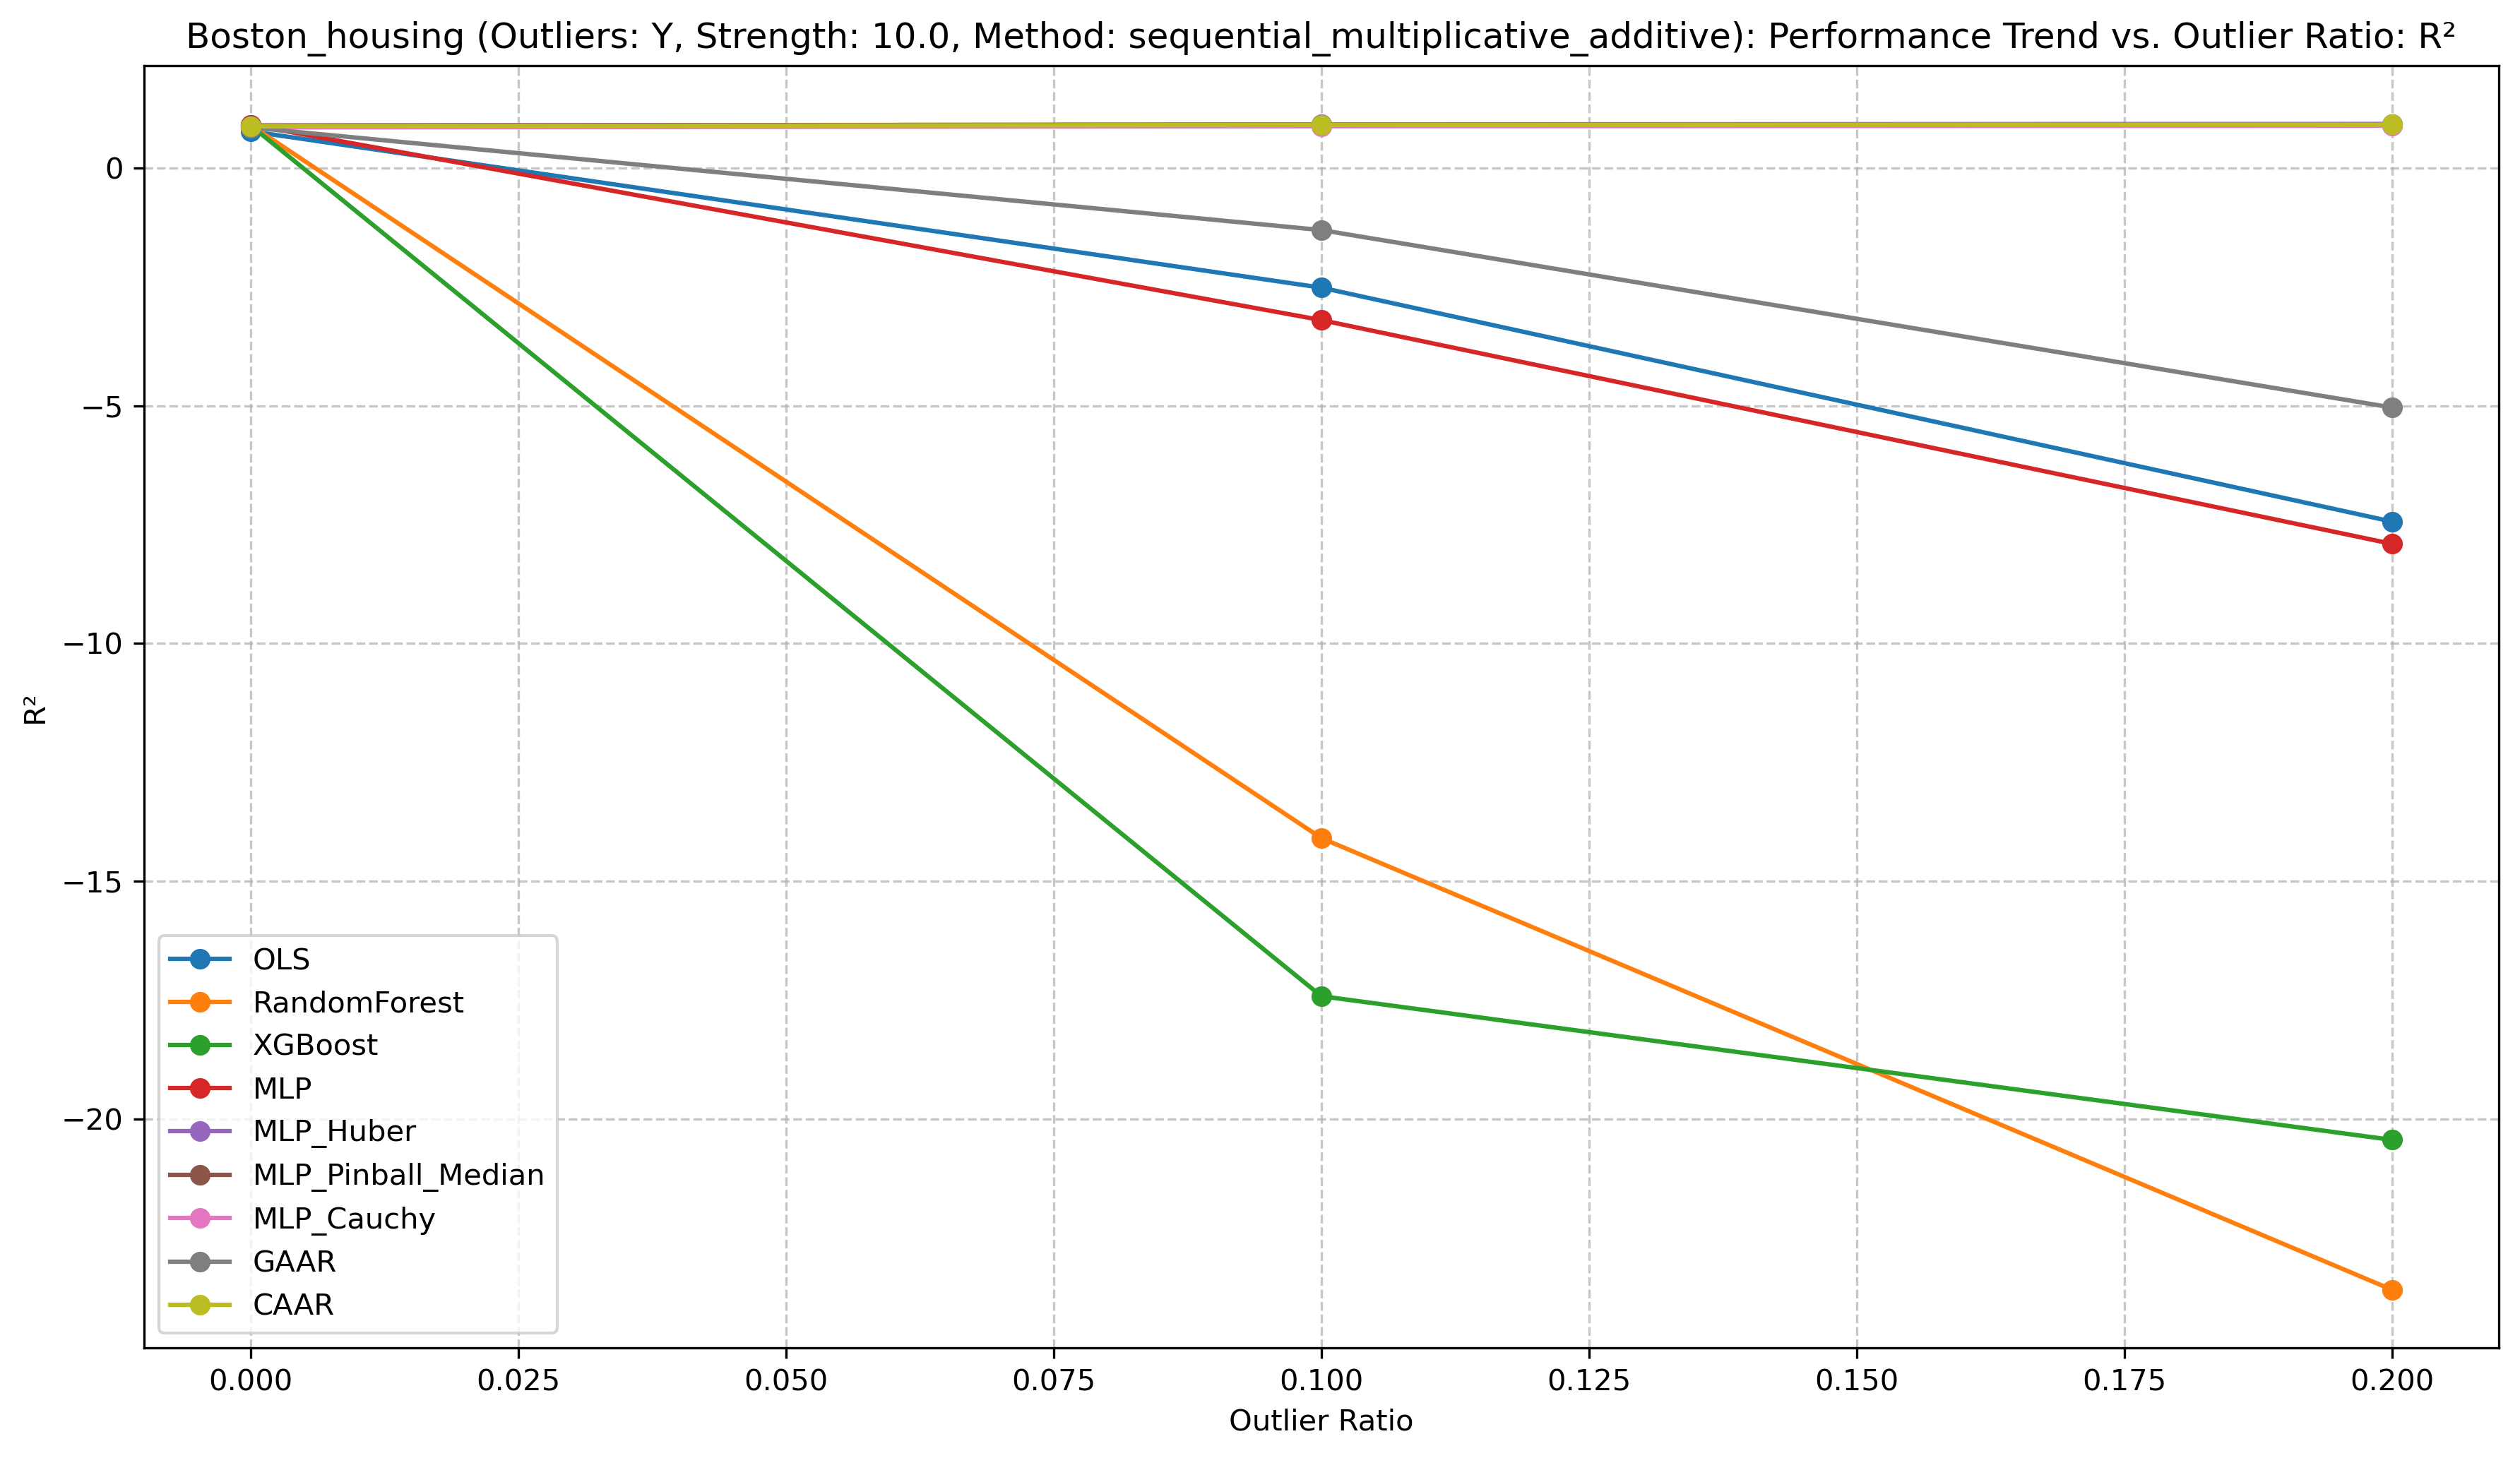 Boston_housing (Outliers: Y, Strength: 10.0, Method: sequential_multiplicative_additive): Performance Trend vs. Outlier Ratio: R²
0
−5
−10
−15
−20
R²
OLS
RandomForest
XGBoost
MLP
MLP_Huber
MLP_Pinball_Median
MLP_Cauchy
GAAR
CAAR
0.000 0.025 0.050 0.075 0.100 0.125 0.150 0.175 0.200
Outlier Ratio